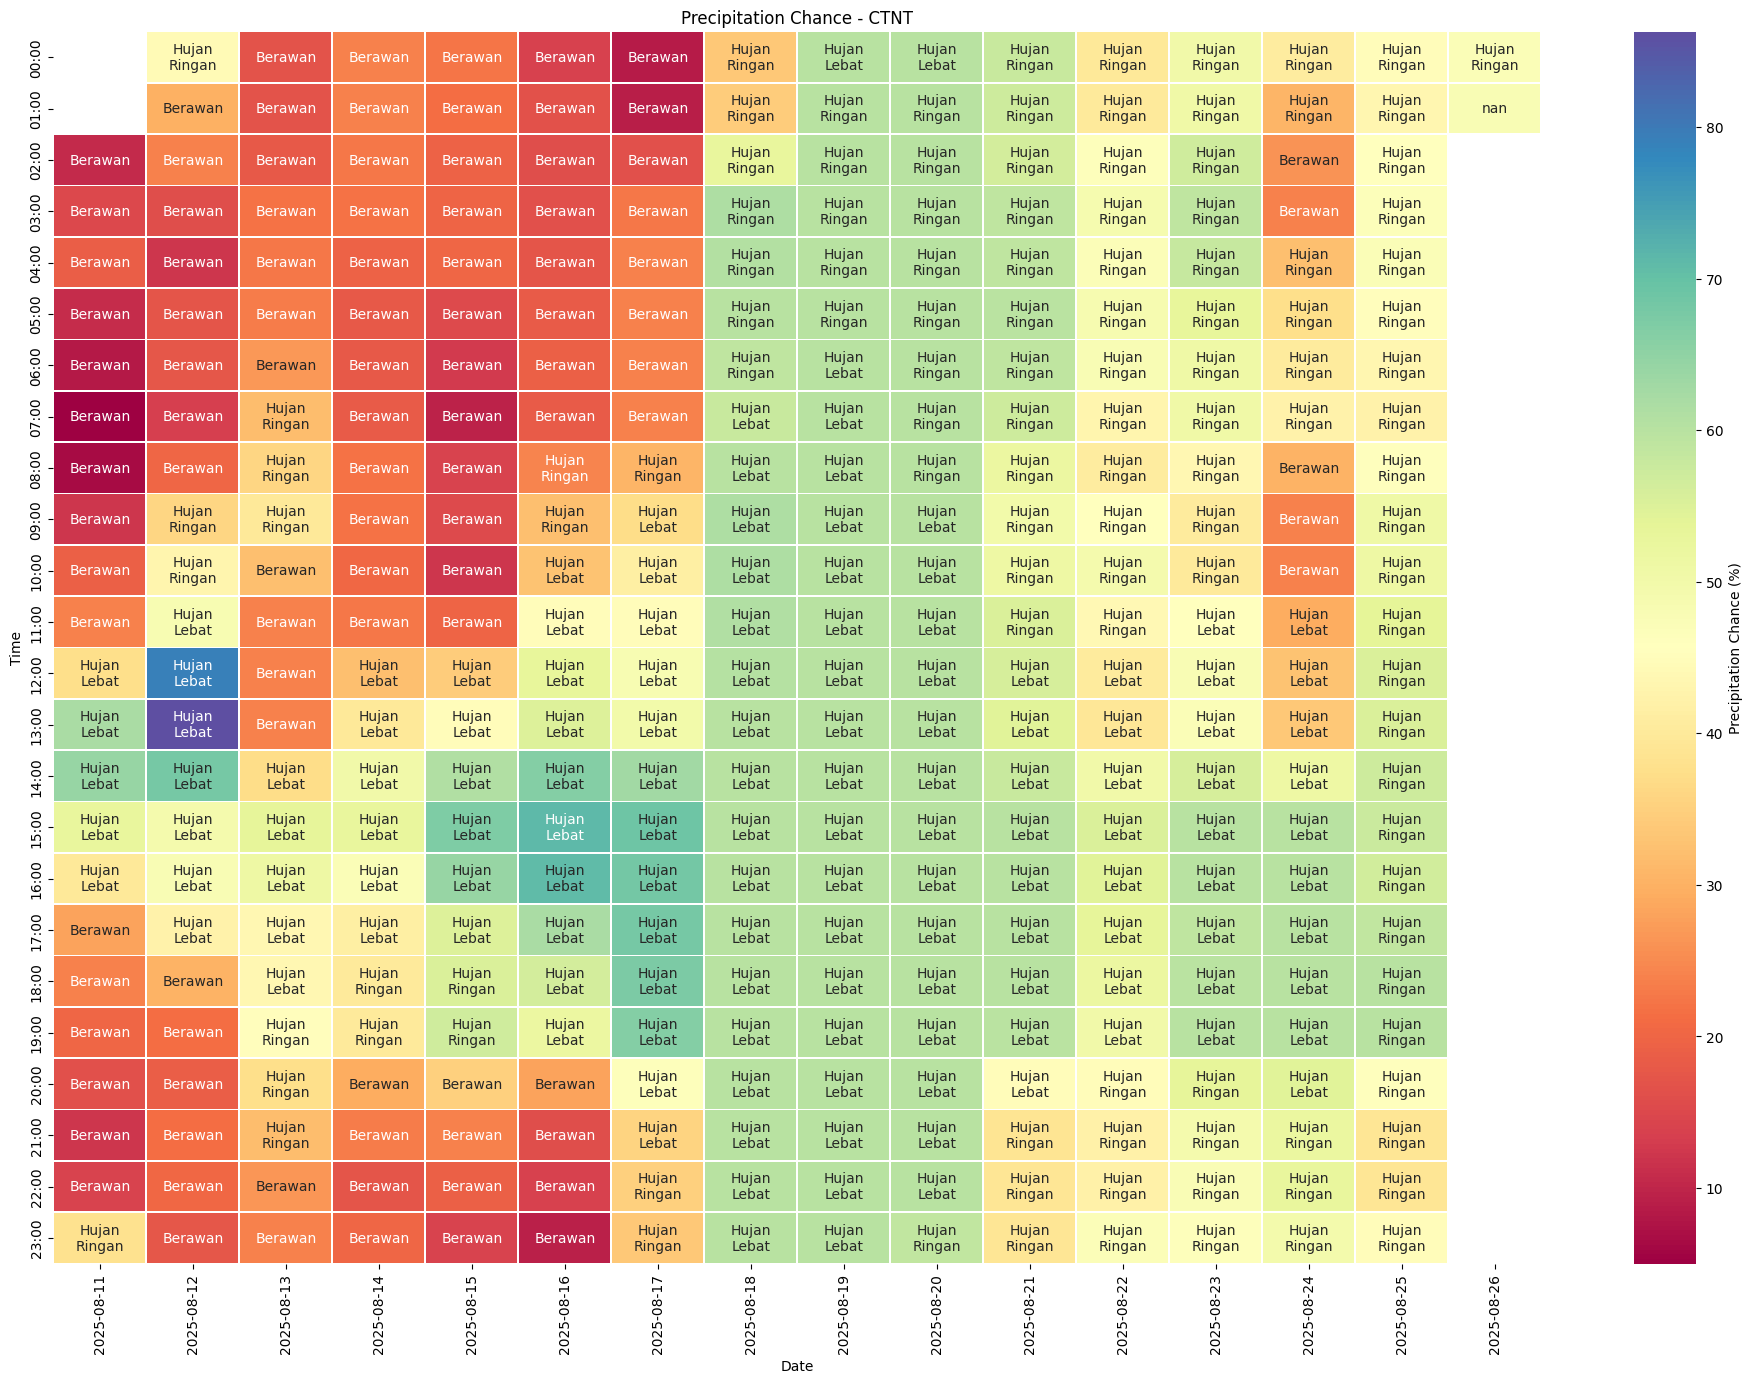 Precipitation Chance - CTNT
00:00 Hujan Ringan Berawan Berawan Berawan Berawan Berawan Hujan Ringan Hujan Lebat Hujan Lebat Hujan Ringan Hujan Ringan Hujan Ringan Hujan Ringan Hujan Ringan Hujan Ringan
01:00 Berawan Berawan Berawan Berawan Berawan Berawan Hujan Ringan Hujan Ringan Hujan Ringan Hujan Ringan Hujan Ringan Hujan Ringan Hujan Ringan Hujan Ringan nan
02:00 Berawan Berawan Berawan Berawan Berawan Berawan Berawan Hujan Ringan Hujan Ringan Hujan Ringan Hujan Ringan Hujan Ringan Hujan Ringan Berawan Hujan Ringan
03:00 Berawan Berawan Berawan Berawan Berawan Berawan Berawan Hujan Ringan Hujan Ringan Hujan Ringan Hujan Ringan Hujan Ringan Hujan Ringan Berawan Hujan Ringan
04:00 Berawan Berawan Berawan Berawan Berawan Berawan Berawan Hujan Ringan Hujan Ringan Hujan Ringan Hujan Ringan Hujan Ringan Hujan Ringan Hujan Ringan Hujan Ringan
05:00 Berawan Berawan Berawan Berawan Berawan Berawan Berawan Hujan Ringan Hujan Ringan Hujan Ringan Hujan Ringan Hujan Ringan Hujan Ringan Hujan Ringan Hujan Ringan
06:00 Berawan Berawan Berawan Berawan Berawan Berawan Berawan Hujan Ringan Hujan Lebat Hujan Ringan Hujan Ringan Hujan Ringan Hujan Ringan Hujan Ringan Hujan Ringan
07:00 Berawan Berawan Hujan Ringan Berawan Berawan Berawan Berawan Hujan Lebat Hujan Lebat Hujan Ringan Hujan Ringan Hujan Ringan Hujan Ringan Hujan Ringan Hujan Ringan
08:00 Berawan Berawan Hujan Ringan Berawan Berawan Hujan Ringan Hujan Ringan Hujan Lebat Hujan Lebat Hujan Ringan Hujan Ringan Hujan Ringan Hujan Ringan Berawan Hujan Ringan
09:00 Berawan Hujan Ringan Hujan Ringan Berawan Berawan Hujan Ringan Hujan Lebat Hujan Lebat Hujan Lebat Hujan Lebat Hujan Ringan Hujan Ringan Hujan Ringan Berawan Hujan Ringan
10:00 Berawan Hujan Ringan Berawan Berawan Berawan Hujan Lebat Hujan Lebat Hujan Lebat Hujan Lebat Hujan Lebat Hujan Ringan Hujan Ringan Hujan Ringan Berawan Hujan Ringan
11:00 Berawan Hujan Lebat Berawan Berawan Berawan Hujan Lebat Hujan Lebat Hujan Lebat Hujan Lebat Hujan Lebat Hujan Ringan Hujan Ringan Hujan Lebat Hujan Lebat Hujan Ringan
12:00 Hujan Lebat Hujan Lebat Berawan Hujan Lebat Hujan Lebat Hujan Lebat Hujan Lebat Hujan Lebat Hujan Lebat Hujan Lebat Hujan Lebat Hujan Lebat Hujan Lebat Hujan Lebat Hujan Ringan
13:00 Hujan Lebat Hujan Lebat Berawan Hujan Lebat Hujan Lebat Hujan Lebat Hujan Lebat Hujan Lebat Hujan Lebat Hujan Lebat Hujan Lebat Hujan Lebat Hujan Lebat Hujan Lebat Hujan Ringan
14:00 Hujan Lebat Hujan Lebat Hujan Lebat Hujan Lebat Hujan Lebat Hujan Lebat Hujan Lebat Hujan Lebat Hujan Lebat Hujan Lebat Hujan Lebat Hujan Lebat Hujan Lebat Hujan Lebat Hujan Ringan
15:00 Hujan Lebat Hujan Lebat Hujan Lebat Hujan Lebat Hujan Lebat Hujan Lebat Hujan Lebat Hujan Lebat Hujan Lebat Hujan Lebat Hujan Lebat Hujan Lebat Hujan Lebat Hujan Lebat Hujan Ringan
16:00 Hujan Lebat Hujan Lebat Hujan Lebat Hujan Lebat Hujan Lebat Hujan Lebat Hujan Lebat Hujan Lebat Hujan Lebat Hujan Lebat Hujan Lebat Hujan Lebat Hujan Lebat Hujan Lebat Hujan Ringan
17:00 Berawan Hujan Lebat Hujan Lebat Hujan Lebat Hujan Lebat Hujan Lebat Hujan Lebat Hujan Lebat Hujan Lebat Hujan Lebat Hujan Lebat Hujan Lebat Hujan Lebat Hujan Lebat Hujan Ringan
18:00 Berawan Berawan Hujan Lebat Hujan Ringan Hujan Ringan Hujan Lebat Hujan Lebat Hujan Lebat Hujan Lebat Hujan Lebat Hujan Lebat Hujan Lebat Hujan Lebat Hujan Lebat Hujan Ringan
19:00 Berawan Berawan Hujan Ringan Hujan Ringan Hujan Ringan Hujan Lebat Hujan Lebat Hujan Lebat Hujan Lebat Hujan Lebat Hujan Lebat Hujan Lebat Hujan Lebat Hujan Lebat Hujan Ringan
20:00 Berawan Berawan Hujan Ringan Berawan Berawan Berawan Hujan Lebat Hujan Lebat Hujan Lebat Hujan Lebat Hujan Lebat Hujan Ringan Hujan Ringan Hujan Lebat Hujan Ringan
21:00 Berawan Berawan Hujan Ringan Berawan Berawan Berawan Hujan Lebat Hujan Lebat Hujan Lebat Hujan Lebat Hujan Ringan Hujan Ringan Hujan Ringan Hujan Ringan Hujan Ringan
22:00 Berawan Berawan Berawan Berawan Berawan Berawan Hujan Ringan Hujan Lebat Hujan Lebat Hujan Lebat Hujan Ringan Hujan Ringan Hujan Ringan Hujan Ringan Hujan Ringan
23:00 Hujan Ringan Berawan Berawan Berawan Berawan Berawan Hujan Ringan Hujan Lebat Hujan Lebat Hujan Ringan Hujan Ringan Hujan Ringan Hujan Ringan Hujan Ringan Hujan Ringan
Time
2025-08-11 2025-08-12 2025-08-13 2025-08-14 2025-08-15 2025-08-16 2025-08-17 2025-08-18 2025-08-19 2025-08-20 2025-08-21 2025-08-22 2025-08-23 2025-08-24 2025-08-25 2025-08-26
Date
80
70
60
50
40
30
20
10
Precipitation Chance (%)